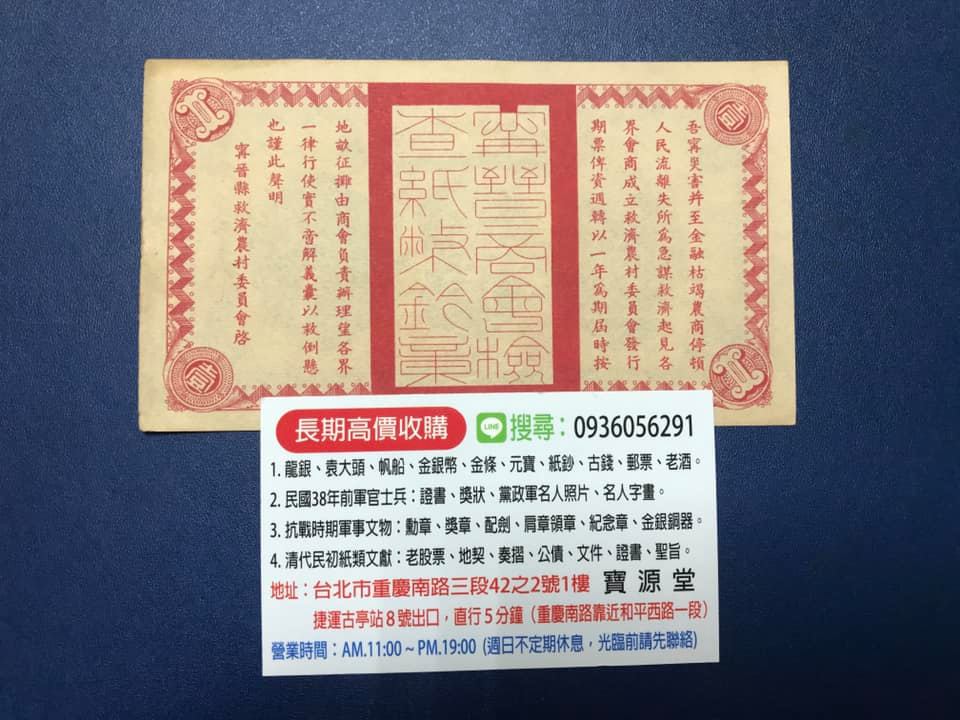 吾寗災害荐至金融枯竭農商停頓
人民流離失所為急謀救濟起見各
界會商成立救濟農村委員會發行
期票俾資週轉以一年為期屆時按
寗晉商會檢
查紙幣鈐章
地畝征攤由商會負責辦理望各界
一律行使實不啻解義囊以救倒懸
也謹此聲明
寗晉縣救濟農村委員會啓
壹
壹
長期高價收購 LINE 搜尋：0936056291
1. 龍銀、袁大頭、帆船、金銀幣、金條、元寶、紙鈔、古錢、郵票、老酒。
2. 民國38年前軍官士兵：證書、獎狀、黨政軍名人照片、名人字畫。
3. 抗戰時期軍事文物：勳章、獎章、配劍、肩章領章、紀念章、金銀銅器。
4. 清代民初紙類文獻：老股票、地契、奏摺、公債、文件、證書、聖旨。
地址：台北市重慶南路三段42之2號1樓 寶源堂
捷運古亭站8號出口，直行5分鐘（重慶南路靠近和平西路一段）
營業時間：AM.11:00 ~ PM.19:00 (週日不定期休息，光臨前請先聯絡)